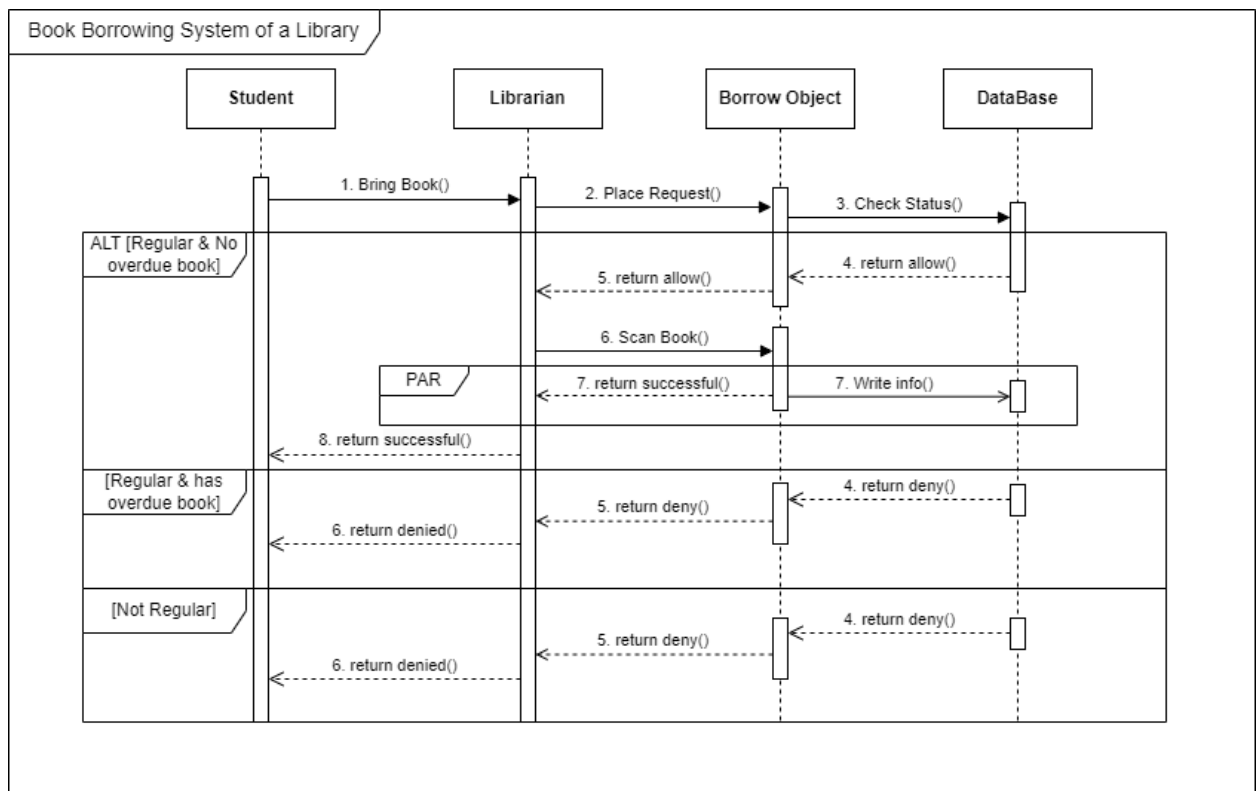 Book Borrowing System of a Library
Student
Librarian
Borrow Object
DataBase
1. Bring Book()
2. Place Request()
3. Check Status()
ALT [Regular & No
overdue book]
4. return allow()
5. return allow()
6. Scan Book()
PAR
7. return successful()
7. Write info()
8. return successful()
[Regular & has
overdue book]
4. return deny()
5. return deny()
6. return denied()
[Not Regular]
4. return deny()
5. return deny()
6. return denied()